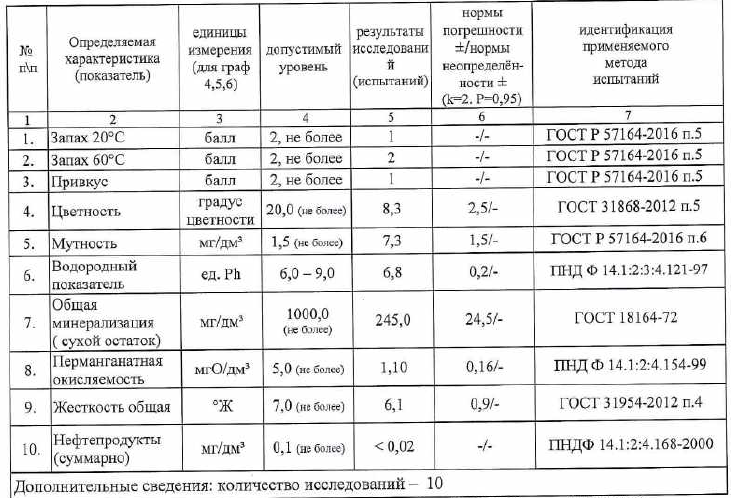 № п\п | Определяемая характеристика (показатель) | единицы измерения (для граф 4,5,6) | допустимый уровень | результаты исследований (испытаний) | нормы погрешности ±/нормы неопределённости ± (k=2. P=0,95) | идентификация применяемого метода испытаний
1 | 2 | 3 | 4 | 5 | 6 | 7
1. | Запах 20°С | балл | 2, не более | 1 | -/- | ГОСТ Р 57164-2016 п.5
2. | Запах 60°С | балл | 2, не более | 2 | -/- | ГОСТ Р 57164-2016 п.5
3. | Привкус | балл | 2, не более | 1 | -/- | ГОСТ Р 57164-2016 п.5
4. | Цветность | градус цветности | 20,0 (не более) | 8,3 | 2,5/- | ГОСТ 31868-2012 п.5
5. | Мутность | мг/дм³ | 1,5 (не более) | 7,3 | 1,5/- | ГОСТ Р 57164-2016 п.6
6. | Водородный показатель | ед. Ph | 6,0 – 9,0 | 6,8 | 0,2/- | ПНД Ф 14.1:2:3:4.121-97
7. | Общая минерализация ( сухой остаток) | мг/дм³ | 1000,0 (не более) | 245,0 | 24,5/- | ГОСТ 18164-72
8. | Перманганатная окисляемость | мгО/дм³ | 5,0 (не более) | 1,10 | 0,16/- | ПНД Ф 14.1:2:4.154-99
9. | Жесткость общая | °Ж | 7,0 (не более) | 6,1 | 0,9/- | ГОСТ 31954-2012 п.4
10. | Нефтепродукты (суммарно) | мг/дм³ | 0,1 (не более) | < 0,02 | -/- | ПНДФ 14.1:2:4.168-2000
Дополнительные сведения: количество исследований – 10